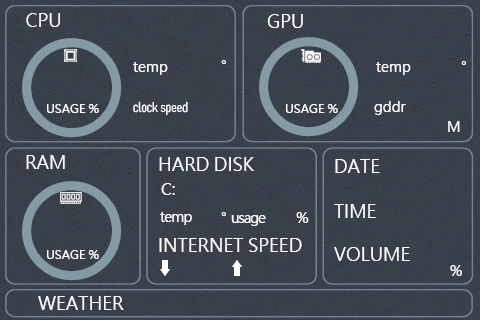 CPU
temp °
USAGE %
clock speed
GPU
temp °
USAGE %
gddr
M
RAM
USAGE %
HARD DISK
C:
temp ° usage %
INTERNET SPEED
DATE
TIME
VOLUME
%
WEATHER